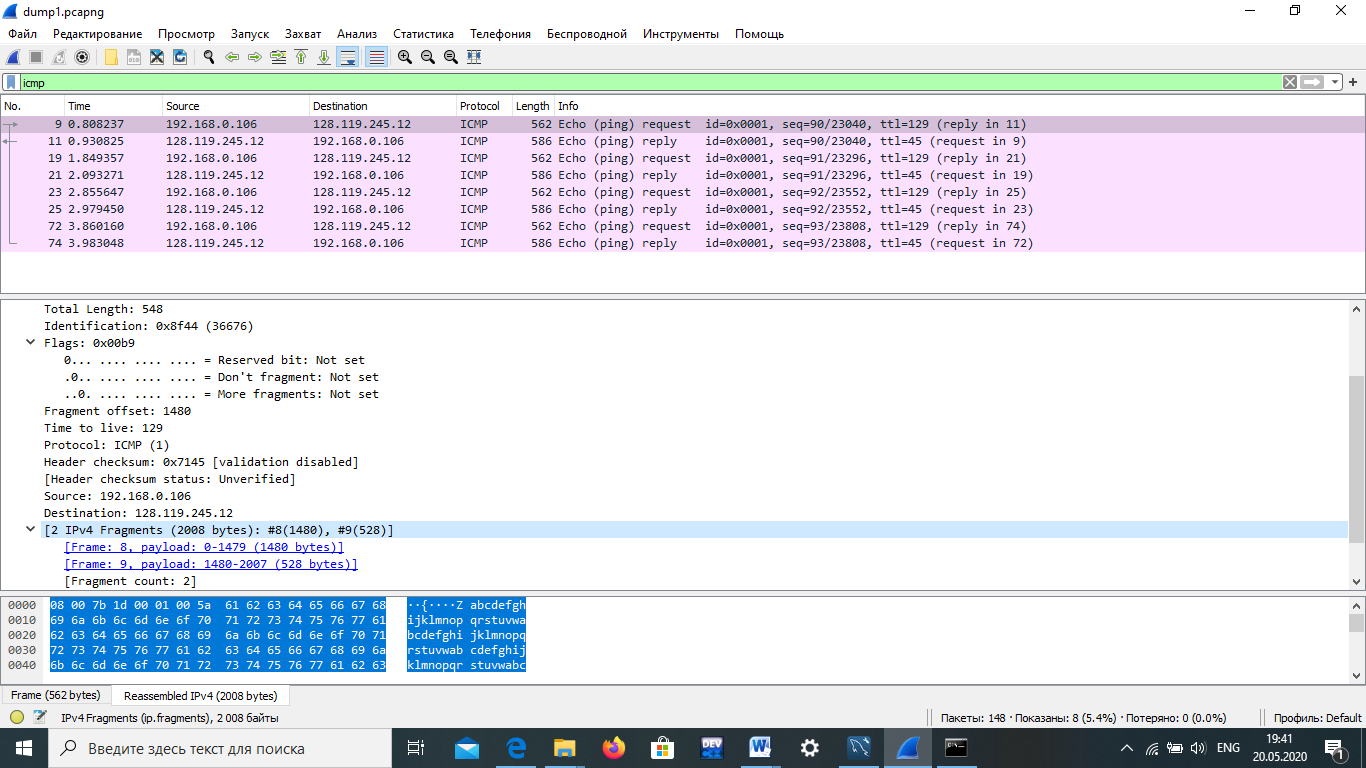 dump1.pcapng
Файл Редактирование Просмотр Запуск Захват Анализ Статистика Телефония Беспроводной Инструменты Помощь
icmp
No. Time Source Destination Protocol Length Info
9 0.808237 192.168.0.106 128.119.245.12 ICMP 562 Echo (ping) request id=0x0001, seq=90/23040, ttl=129 (reply in 11)
11 0.930825 128.119.245.12 192.168.0.106 ICMP 586 Echo (ping) reply id=0x0001, seq=90/23040, ttl=45 (request in 9)
19 1.849357 192.168.0.106 128.119.245.12 ICMP 562 Echo (ping) request id=0x0001, seq=91/23296, ttl=129 (reply in 21)
21 2.093271 128.119.245.12 192.168.0.106 ICMP 586 Echo (ping) reply id=0x0001, seq=91/23296, ttl=45 (request in 19)
23 2.855647 192.168.0.106 128.119.245.12 ICMP 562 Echo (ping) request id=0x0001, seq=92/23552, ttl=129 (reply in 25)
25 2.979450 128.119.245.12 192.168.0.106 ICMP 586 Echo (ping) reply id=0x0001, seq=92/23552, ttl=45 (request in 23)
72 3.860160 192.168.0.106 128.119.245.12 ICMP 562 Echo (ping) request id=0x0001, seq=93/23808, ttl=129 (reply in 74)
74 3.983048 128.119.245.12 192.168.0.106 ICMP 586 Echo (ping) reply id=0x0001, seq=93/23808, ttl=45 (request in 72)
Total Length: 548
Identification: 0x8f44 (36676)
Flags: 0x00b9
0... .... .... .... = Reserved bit: Not set
.0.. .... .... .... = Don't fragment: Not set
..0. .... .... .... = More fragments: Not set
Fragment offset: 1480
Time to live: 129
Protocol: ICMP (1)
Header checksum: 0x7145 [validation disabled]
[Header checksum status: Unverified]
Source: 192.168.0.106
Destination: 128.119.245.12
[2 IPv4 Fragments (2008 bytes): #8(1480), #9(528)]
[Frame: 8, payload: 0-1479 (1480 bytes)]
[Frame: 9, payload: 1480-2007 (528 bytes)]
[Fragment count: 2]
0000 08 00 7b 1d 00 01 00 5a 61 62 63 64 65 66 67 68 ··{····Z abcdefgh
0010 69 6a 6b 6c 6d 6e 6f 70 71 72 73 74 75 76 77 61 ijklmnop qrstuvwa
0020 62 63 64 65 66 67 68 69 6a 6b 6c 6d 6e 6f 70 71 bcdefghi jklmnopq
0030 72 73 74 75 76 77 61 62 63 64 65 66 67 68 69 6a rstuvwab cdefghij
0040 6b 6c 6d 6e 6f 70 71 72 73 74 75 76 77 61 62 63 klmnopqr stuvwabc
Frame (562 bytes) Reassembled IPv4 (2008 bytes)
IPv4 Fragments (ip.fragments), 2 008 байты Пакеты: 148 · Показаны: 8 (5.4%) · Потеряно: 0 (0.0%) Профиль: Default
Введите здесь текст для поиска DEV ENG 19:41
20.05.2020 1